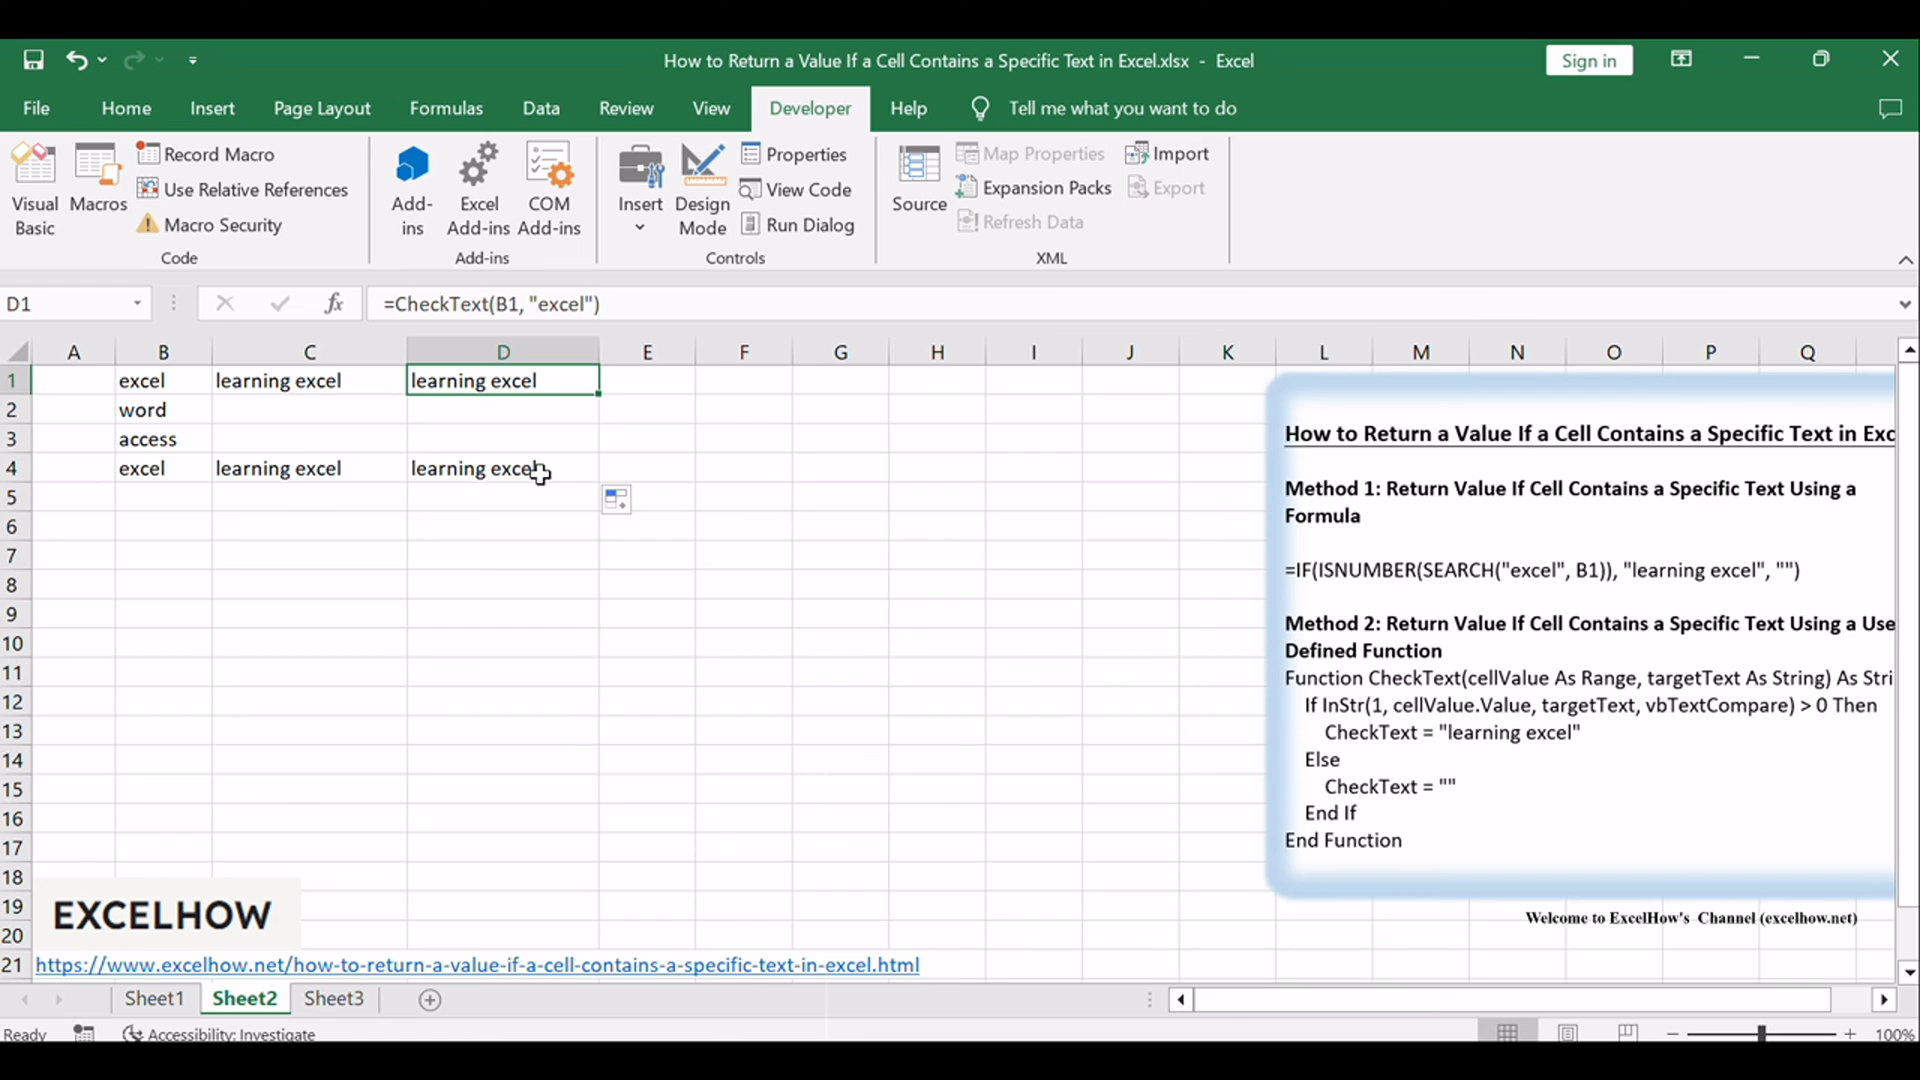 How to Return a Value If a Cell Contains a Specific Text in Excel.xlsx - Excel
Sign in
File Home Insert Page Layout Formulas Data Review View Developer Help Tell me what you want to do
Visual Basic
Macros
Record Macro
Use Relative References
Macro Security
Code
Add-ins
Excel Add-ins
COM Add-ins
Add-ins
Insert
Design Mode
Properties
View Code
Run Dialog
Controls
Source
Map Properties
Expansion Packs
Refresh Data
Import
Export
XML
D1 fx =CheckText(B1, "excel")
A B C D E F G H I J K L M N O P Q
1 excel learning excel learning excel
2 word
3 access
4 excel learning excel learning excel
5
6
7
8
9
10
11
12
13
14
15
16
17
18
19
20
21 https://www.excelhow.net/how-to-return-a-value-if-a-cell-contains-a-specific-text-in-excel.html
EXCELHOW
How to Return a Value If a Cell Contains a Specific Text in Exc
Method 1: Return Value If Cell Contains a Specific Text Using a
Formula
=IF(ISNUMBER(SEARCH("excel", B1)), "learning excel", "")
Method 2: Return Value If Cell Contains a Specific Text Using a Use
Defined Function
Function CheckText(cellValue As Range, targetText As String) As Stri
If InStr(1, cellValue.Value, targetText, vbTextCompare) > 0 Then
CheckText = "learning excel"
Else
CheckText = ""
End If
End Function
Welcome to ExcelHow's Channel (excelhow.net)
Sheet1 Sheet2 Sheet3
Ready Accessibility: Investigate 100%